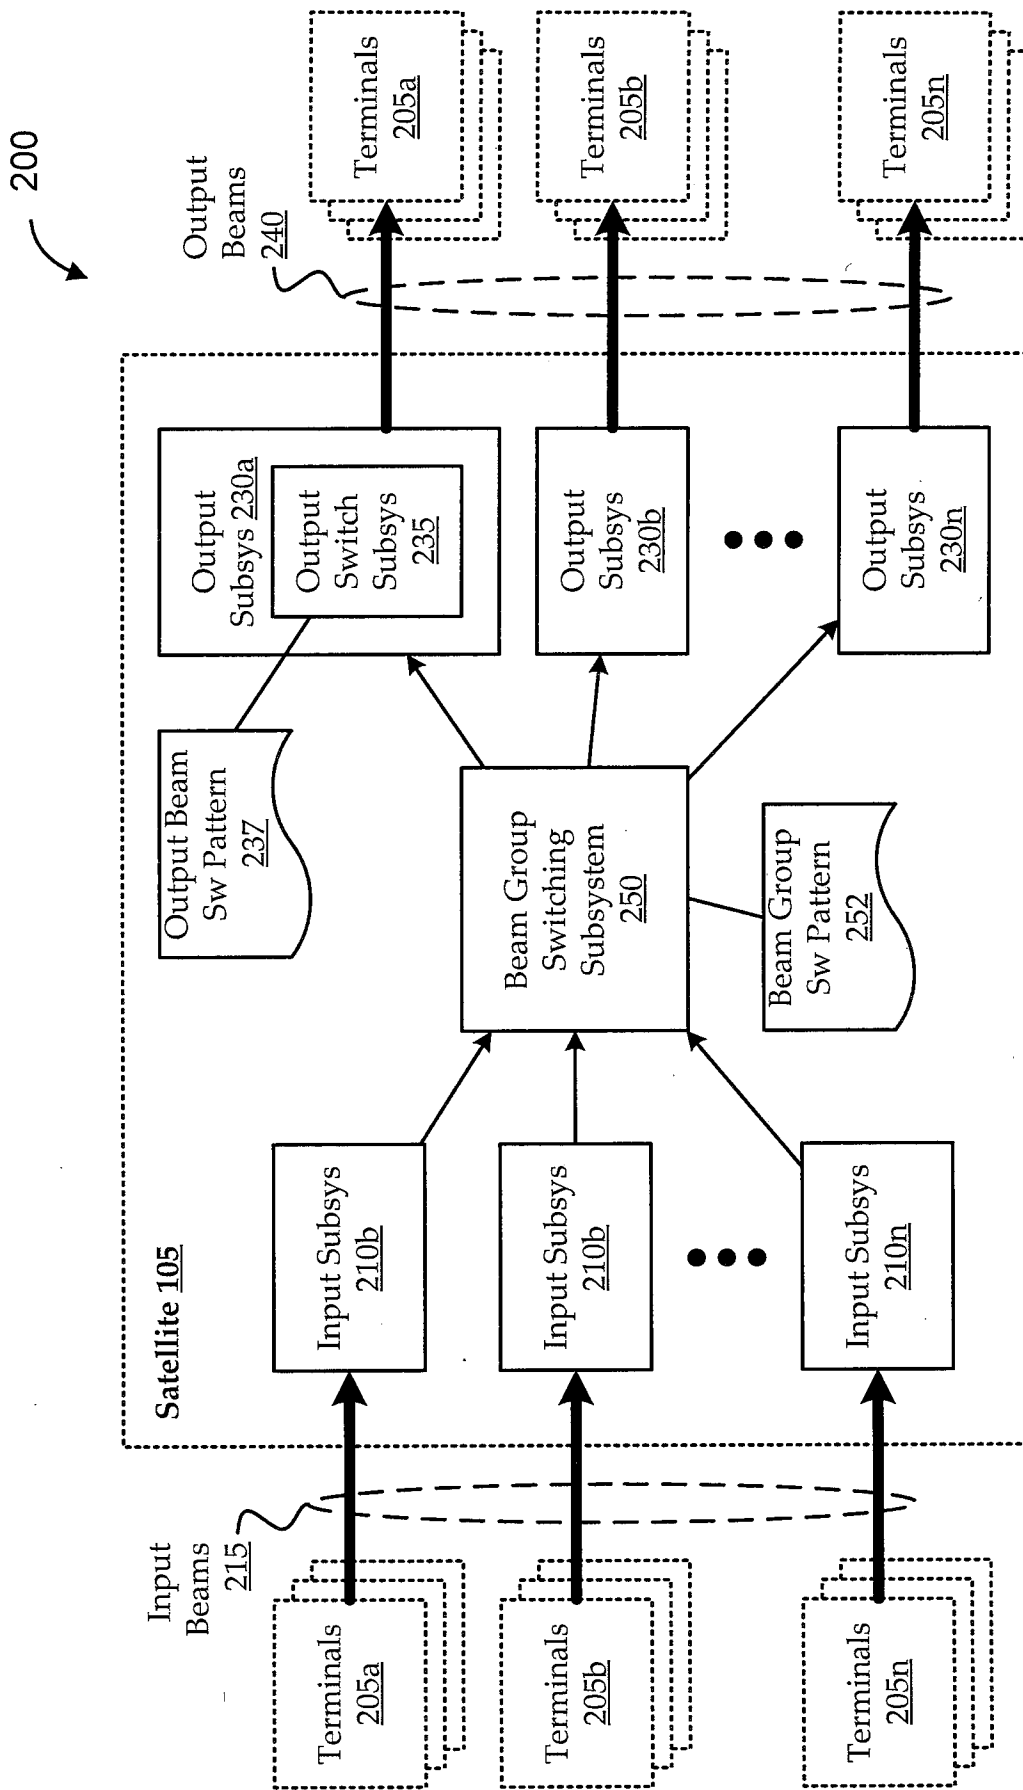 200
Input
Beams
215
Output
Beams
240
Satellite 105
Terminals
205a
Terminals
205b
Terminals
205n
Input Subsys
210b
Input Subsys
210b
Input Subsys
210n
Beam Group
Switching
Subsystem
250
Beam Group
Sw Pattern
252
Output Beam
Sw Pattern
237
Output
Subsys 230a
Output
Switch
Subsys
235
Output
Subsys
230b
Output
Subsys
230n
Terminals
205a
Terminals
205b
Terminals
205n